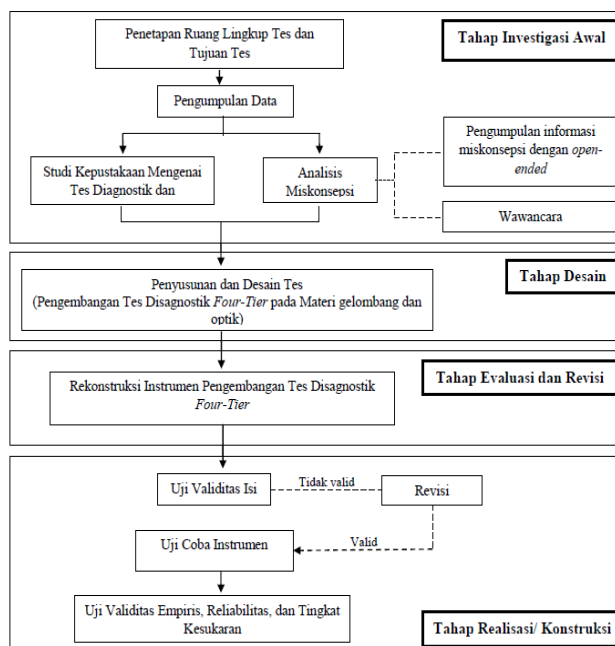 Penetapan Ruang Lingkup Tes dan
Tujuan Tes
Tahap Investigasi Awal
Pengumpulan Data
Studi Kepustakaan Mengenai
Tes Diagnostik dan
Analisis
Miskonsepsi
Pengumpulan informasi
miskonsepsi dengan open-
ended
Wawancara
Tahap Desain
Penyusunan dan Desain Tes
(Pengembangan Tes Disagnostik Four-Tier pada Materi gelombang dan
optik)
Tahap Evaluasi dan Revisi
Rekonstruksi Instrumen Pengembangan Tes Disagnostik
Four-Tier
Uji Validitas Isi
Tidak valid
Revisi
Valid
Uji Coba Instrumen
Uji Validitas Empiris, Reliabilitas, dan Tingkat
Kesukaran
Tahap Realisasi/ Konstruksi